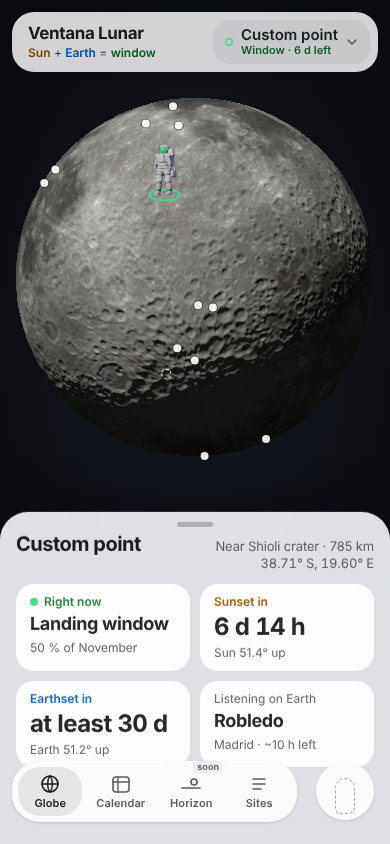 Ventana Lunar
Sun + Earth = window
Custom point
Window · 6 d left
Custom point
Near Shioli crater · 785 km
38.71° S, 19.60° E
Right now
Landing window
50 % of November
Sunset in
6 d 14 h
Sun 51.4° up
Earthset in
at least 30 d
Earth 51.2° up
Listening on Earth
Robledo
Madrid · ~10 h left
soon
Globe
Calendar
Horizon
Sites